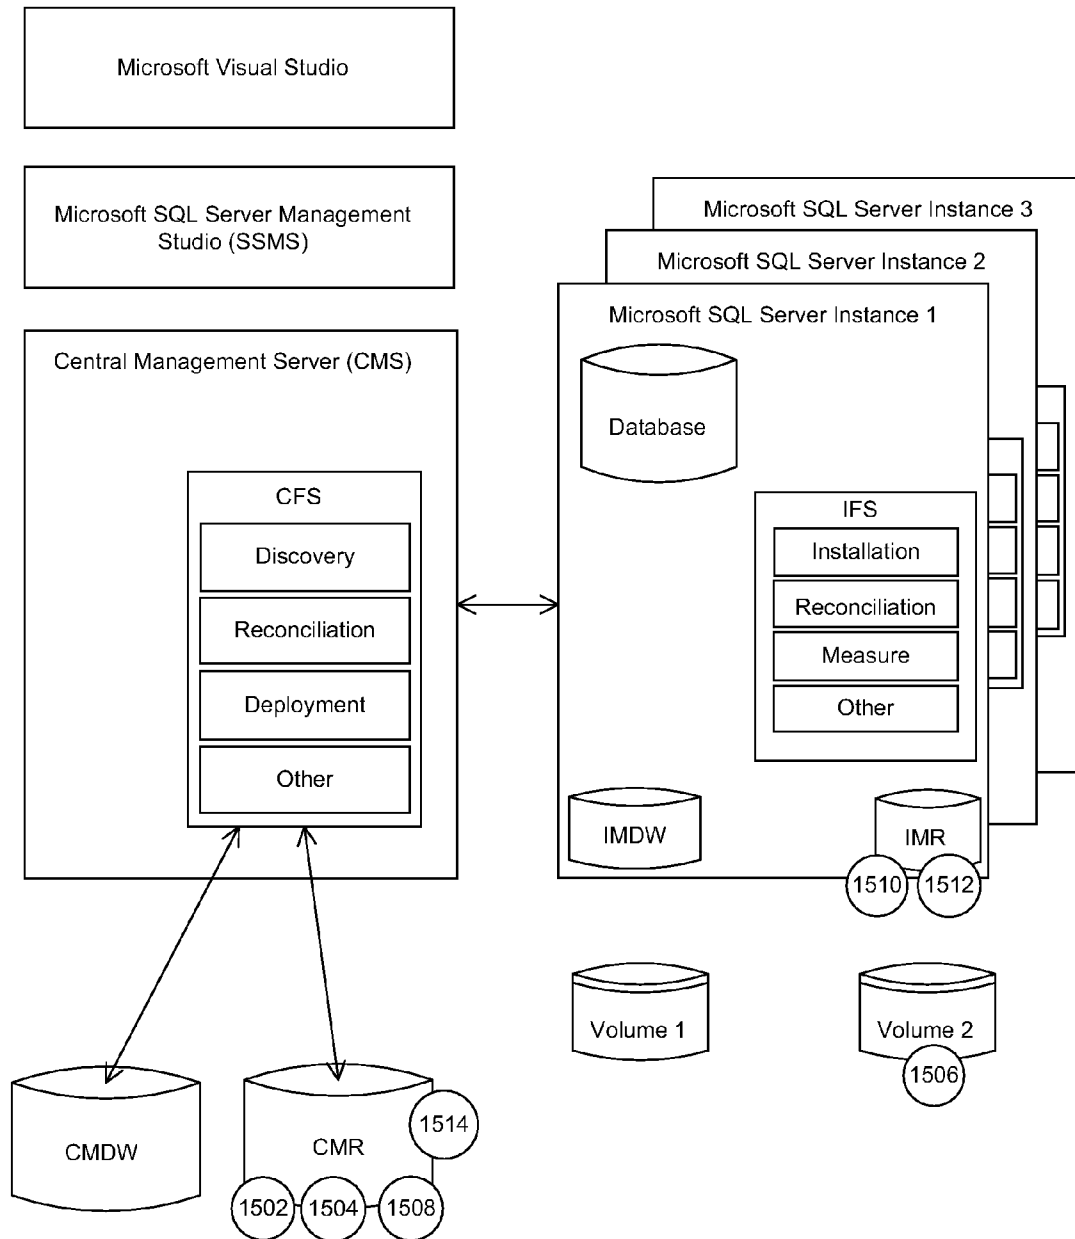 Microsoft Visual Studio
Microsoft SQL Server Management
Studio (SSMS)
Central Management Server (CMS)
CFS
Discovery
Reconciliation
Deployment
Other
Microsoft SQL Server Instance 3
Microsoft SQL Server Instance 2
Microsoft SQL Server Instance 1
Database
IFS
Installation
Reconciliation
Measure
Other
IMDW
IMR
1510
1512
Volume 1
Volume 2
1506
CMDW
CMR
1514
1502
1504
1508